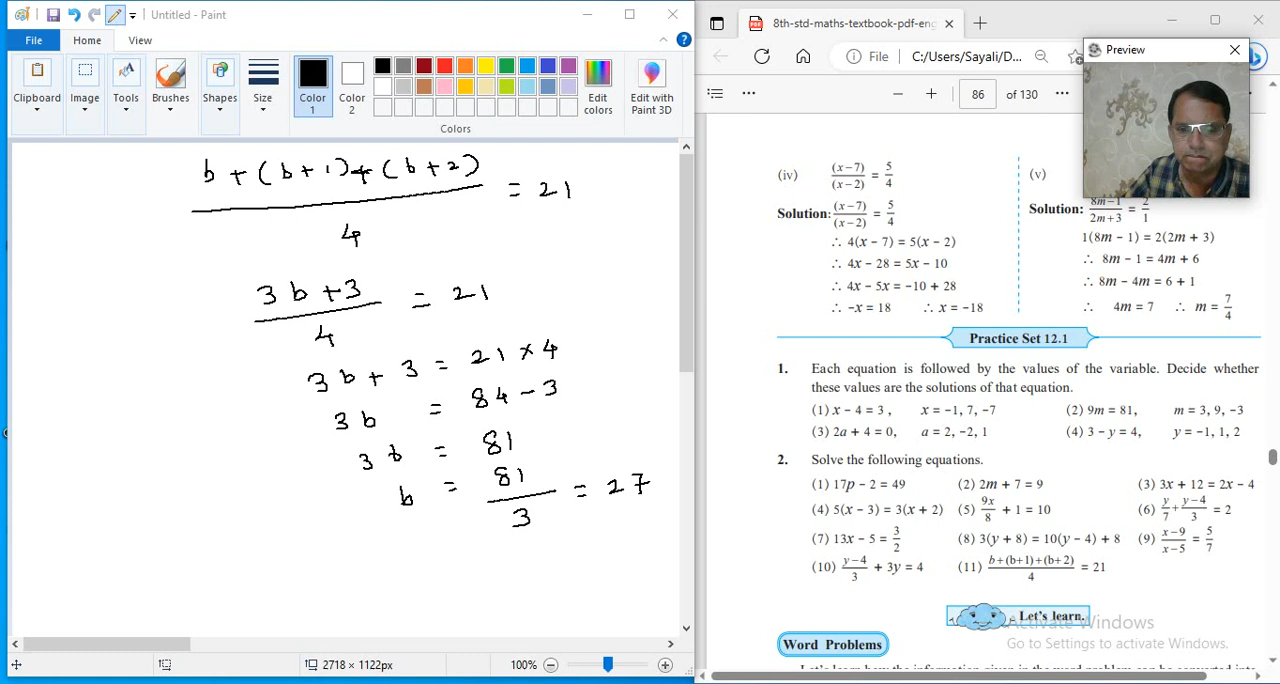 Untitled - Paint
File
Home
View
Clipboard
Image
Tools
Brushes
Shapes
Size
Color 1
Color 2
Edit colors
Edit with Paint 3D
Colors
b + (b+1) + (b+2) / 4 = 21
3b+3 / 4 = 21
3b + 3 = 21 × 4
3b = 84 - 3
3b = 81
b = 81/3 = 27
2718 × 1122px
100%
8th-std-maths-textbook-pdf-eng
File
C:/Users/Sayali/D...
Preview
86 of 130
(iv) (x−7)/(x−2) = 5/4
Solution: (x−7)/(x−2) = 5/4
∴ 4(x − 7) = 5(x − 2)
∴ 4x − 28 = 5x − 10
∴ 4x − 5x = −10 + 28
∴ −x = 18 ∴ x = −18
(v)
Solution: 8m−1/2m+3 = 2/1
1(8m − 1) = 2(2m + 3)
∴ 8m − 1 = 4m + 6
∴ 8m − 4m = 6 + 1
∴ 4m = 7 ∴ m = 7/4
Practice Set 12.1
1. Each equation is followed by the values of the variable. Decide whether
these values are the solutions of that equation.
(1) x − 4 = 3 , x = −1, 7, −7 (2) 9m = 81, m = 3, 9, −3
(3) 2a + 4 = 0, a = 2, −2, 1 (4) 3 − y = 4, y = −1, 1, 2
2. Solve the following equations.
(1) 17p − 2 = 49 (2) 2m + 7 = 9 (3) 3x + 12 = 2x − 4
(4) 5(x − 3) = 3(x + 2) (5) 9x/8 + 1 = 10 (6) y/7 + y−4/3 = 2
(7) 13x − 5 = 3/2 (8) 3(y + 8) = 10(y − 4) + 8 (9) x−9/x−5 = 5/7
(10) y−4/3 + 3y = 4 (11) b+(b+1)+(b+2)/4 = 21
Let's learn.
Activate Windows
Go to Settings to activate Windows.
Word Problems